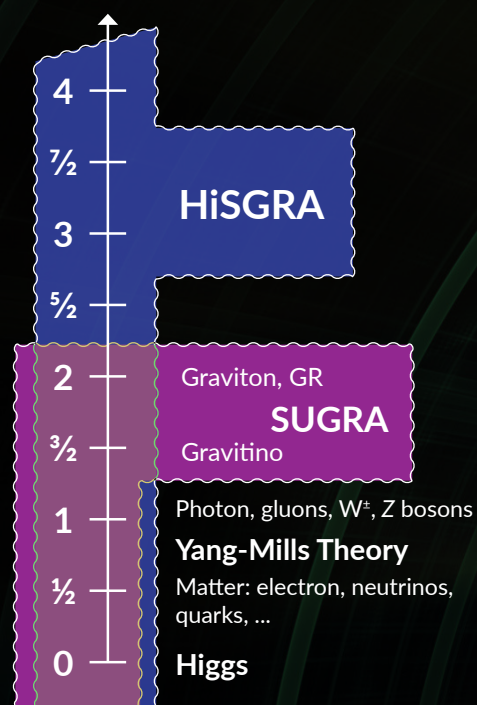 4
⁷⁄₂
HiSGRA
3
⁵⁄₂
2
Graviton, GR
SUGRA
³⁄₂
Gravitino
1
Photon, gluons, W±, Z bosons
Yang-Mills Theory
½
Matter: electron, neutrinos,
quarks, ...
0
Higgs